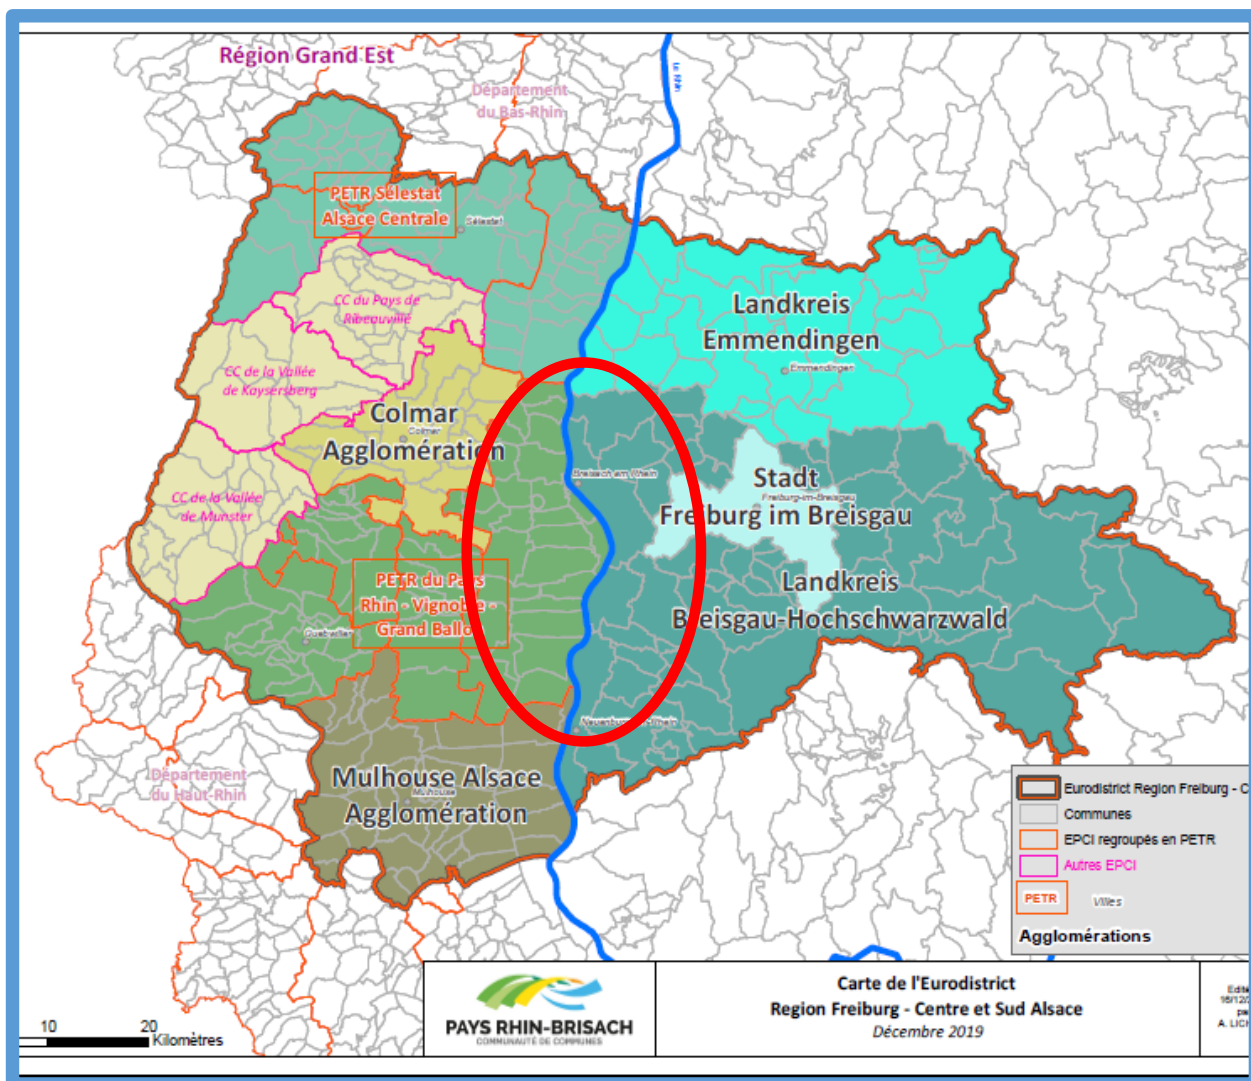 Région Grand Est
Département
du Bas-Rhin
Le Rhin
PETR Sélestat
Alsace Centrale
Sélestat
CC du Pays de
Ribeauvillé
CC de la Vallée
de Kaysersberg
Landkreis
Emmendingen
Emmendingen
Colmar
Colmar
Agglomération
CC de la Vallée
de Munster
Breisach am Rhein
Stadt
Freiburg-im-Breisgau
Freiburg im Breisgau
Landkreis
Breisgau-Hochschwarzwald
PETR du Pays
Rhin - Vignoble -
Grand Ballo
Guebwiller
Mulhouse Alsace
Mulhouse
Agglomération
Département
du Haut-Rhin
Eurodistrict Region Freiburg - C
Communes
EPCI regroupés en PETR
Autres EPCI
PETR
Villes
Agglomérations
10 20
Kilomètres
PAYS RHIN-BRISACH
COMMUNAUTÉ DE COMMUNES
Carte de l'Eurodistrict
Region Freiburg - Centre et Sud Alsace
Décembre 2019
A. LICH